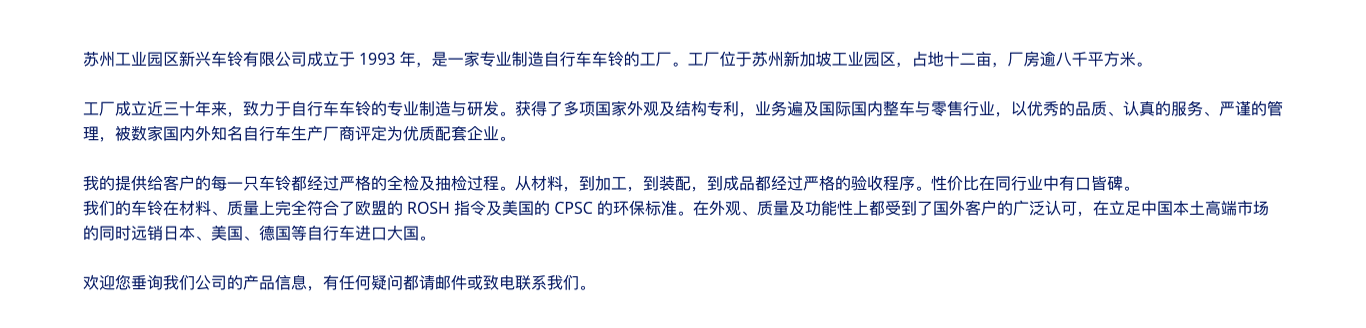 苏州工业园区新兴车铃有限公司成立于 1993 年，是一家专业制造自行车车铃的工厂。工厂位于苏州新加坡工业园区，占地十二亩，厂房逾八千平方米。
工厂成立近三十年来，致力于自行车车铃的专业制造与研发。获得了多项国家外观及结构专利，业务遍及国际国内整车与零售行业，以优秀的品质、认真的服务、严谨的管
理，被数家国内外知名自行车生产厂商评定为优质配套企业。
我的提供给客户的每一只车铃都经过严格的全检及抽检过程。从材料，到加工，到装配，到成品都经过严格的验收程序。性价比在同行业中有口皆碑。
我们的车铃在材料、质量上完全符合了欧盟的 ROSH 指令及美国的 CPSC 的环保标准。在外观、质量及功能性上都受到了国外客户的广泛认可，在立足中国本土高端市场
的同时远销日本、美国、德国等自行车进口大国。
欢迎您垂询我们公司的产品信息，有任何疑问都请邮件或致电联系我们。